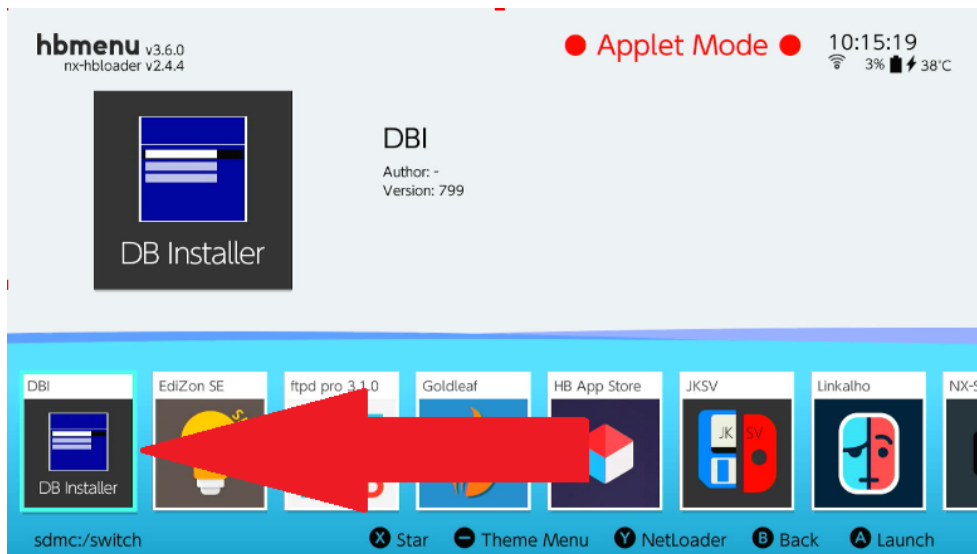 hbmenu v3.6.0
nx-hbloader v2.4.4
Applet Mode
10:15:19
3% 38°C
DB Installer
DBI
Author: -
Version: 799
DBI
EdiZon SE
ftpd pro 3.1.0
Goldleaf
HB App Store
JKSV
Linkalho
DB Installer
JK SV
sdmc:/switch
X Star
Theme Menu
Y NetLoader
B Back
A Launch